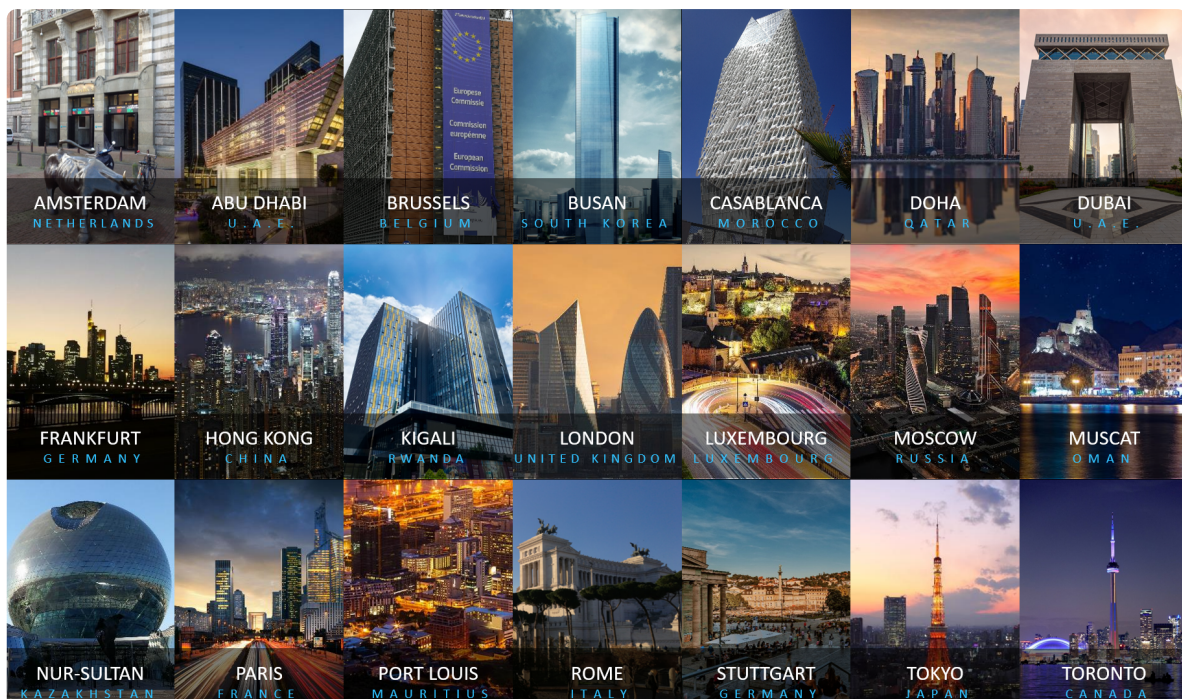 Commission
Europese
Commissie
Commission
européenne
European
Commission
AMSTERDAM
NETHERLANDS
ABU DHABI
U.A.E.
BRUSSELS
BELGIUM
BUSAN
SOUTH KOREA
CASABLANCA
MOROCCO
DOHA
QATAR
DUBAI
U.A.E.
FRANKFURT
GERMANY
HONG KONG
CHINA
KIGALI
RWANDA
LONDON
UNITED KINGDOM
LUXEMBOURG
LUXEMBOURG
MOSCOW
RUSSIA
MUSCAT
OMAN
NUR-SULTAN
KAZAKHSTAN
PARIS
FRANCE
PORT LOUIS
MAURITIUS
ROME
ITALY
STUTTGART
GERMANY
TOKYO
JAPAN
TORONTO
CANADA